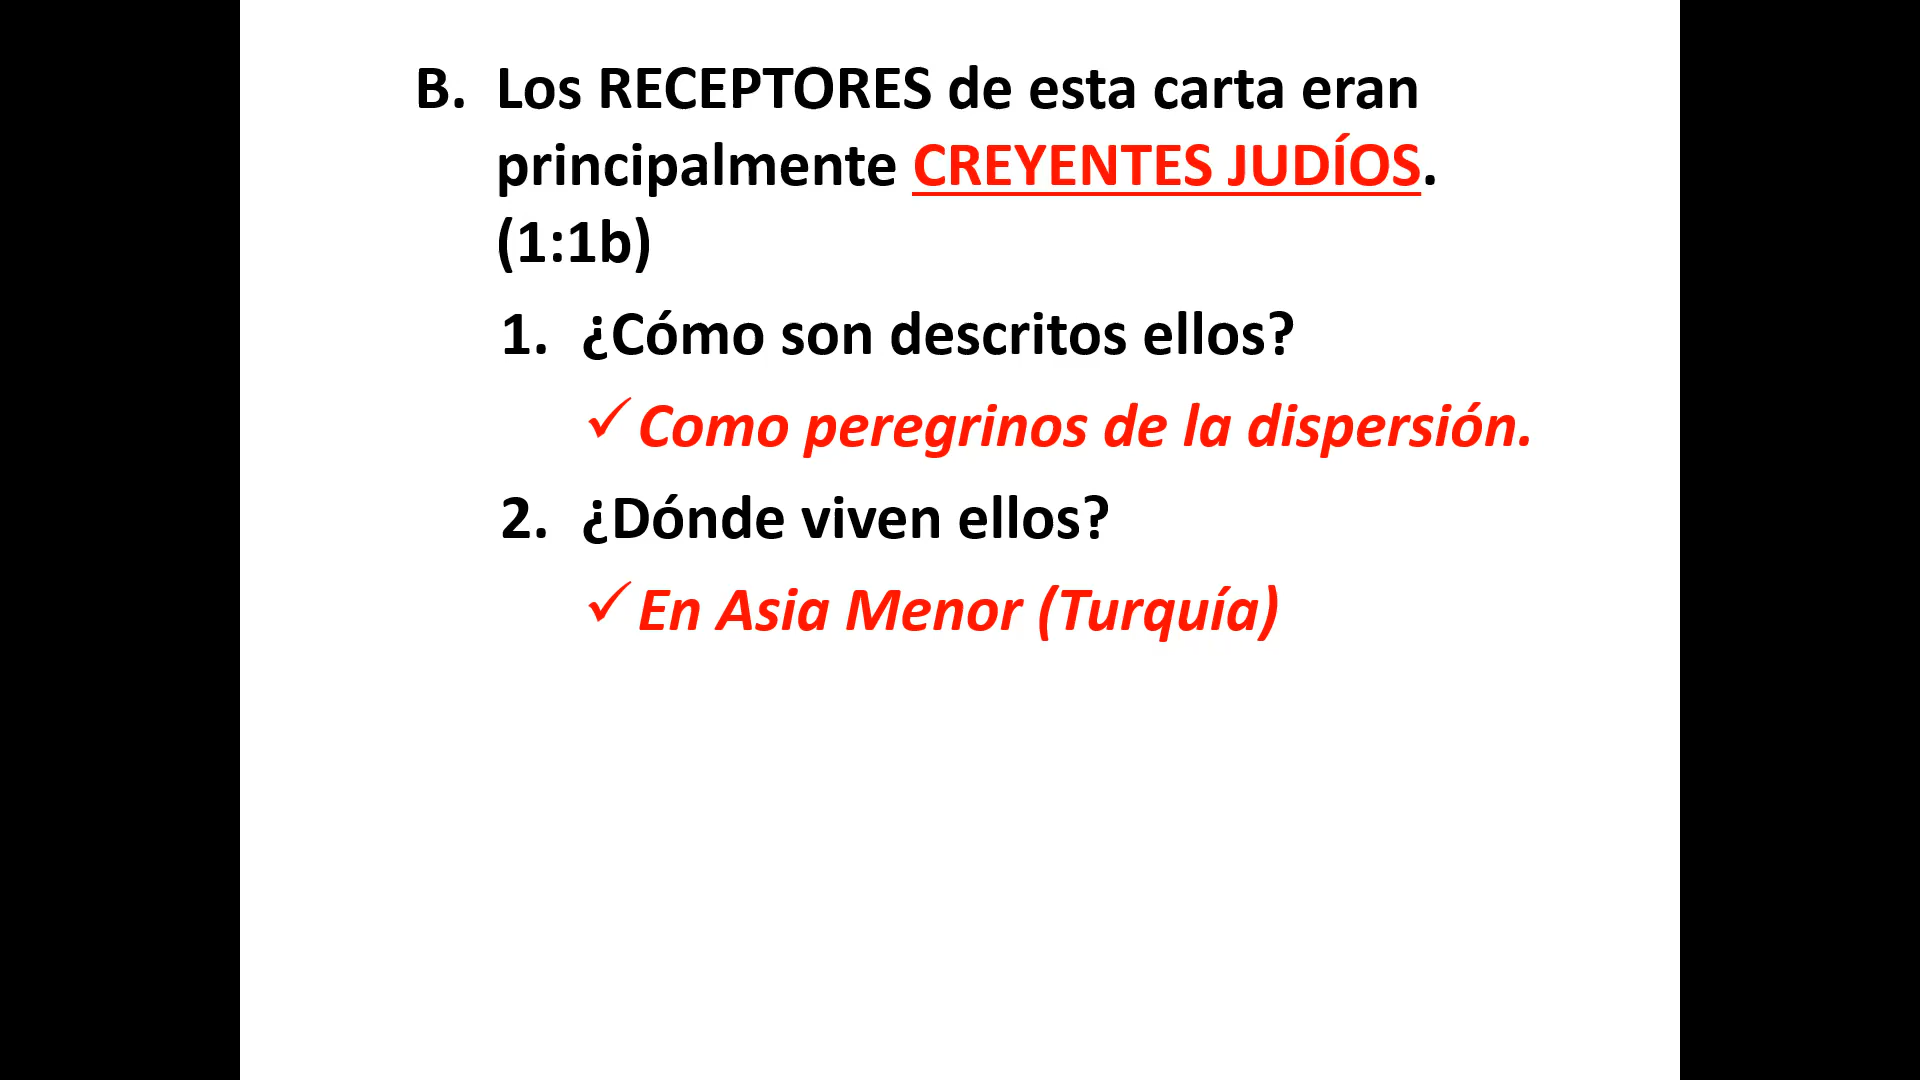 B. Los RECEPTORES de esta carta eran
principalmente CREYENTES JUDÍOS.
(1:1b)
1. ¿Cómo son descritos ellos?
✓ Como peregrinos de la dispersión.
2. ¿Dónde viven ellos?
✓ En Asia Menor (Turquía)